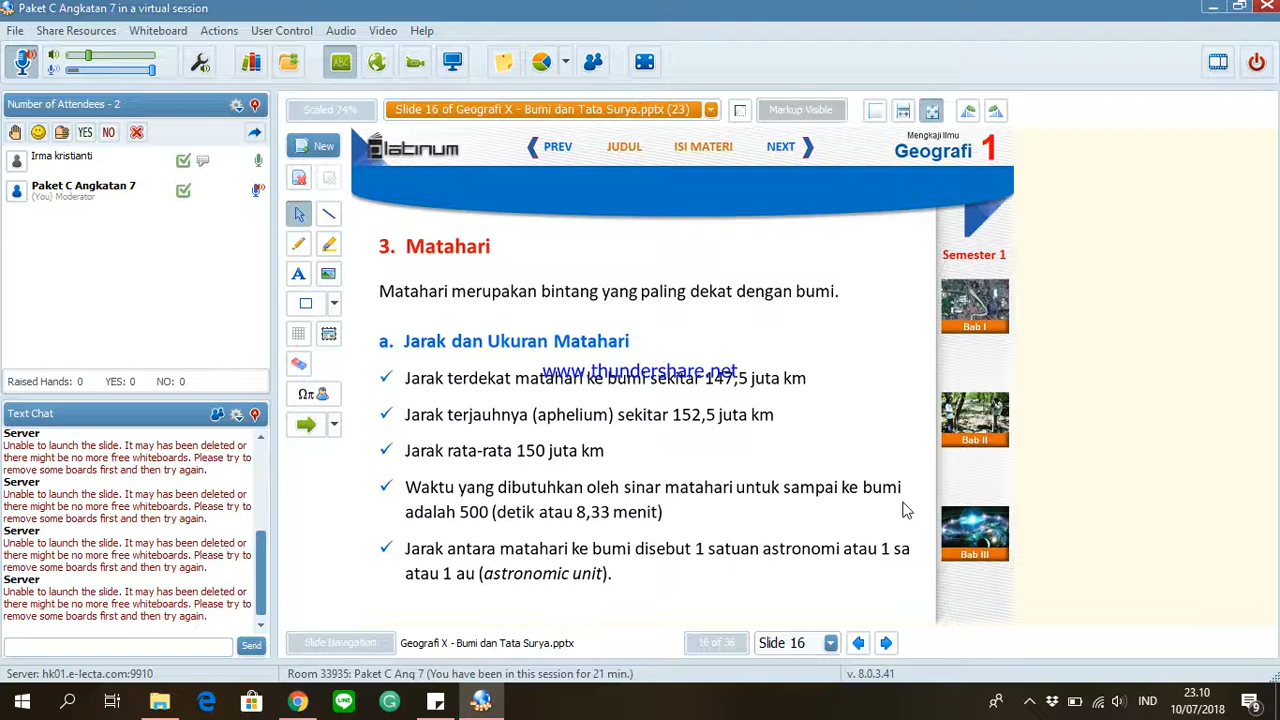 Paket C Angkatan 7 in a virtual session
File Share Resources Whiteboard Actions User Control Audio Video Help
ABC
Number of Attendees - 2
YES NO
Irma kristianti
Paket C Angkatan 7
(You) Moderator
Raised Hands: 0 YES: 0 NO: 0
Text Chat
Server
Unable to launch the slide. It may has been deleted or
there might be no more free whiteboards. Please try to
remove some boards first and then try again.
Server
Unable to launch the slide. It may has been deleted or
there might be no more free whiteboards. Please try to
remove some boards first and then try again.
Server
Unable to launch the slide. It may has been deleted or
there might be no more free whiteboards. Please try to
remove some boards first and then try again.
Server
Unable to launch the slide. It may has been deleted or
there might be no more free whiteboards. Please try to
remove some boards first and then try again.
Send
Scaled 74%
Slide 16 of Geografi X - Bumi dan Tata Surya.pptx (23)
Markup Visible
New
A
Ωπ
Platinum
PREV JUDUL ISI MATERI NEXT
Mengkaji Ilmu
Geografi 1
3. Matahari
Matahari merupakan bintang yang paling dekat dengan bumi.
a. Jarak dan Ukuran Matahari
www.thundershare.net
Jarak terdekat matahari ke bumi sekitar 147,5 juta km
Jarak terjauhnya (aphelium) sekitar 152,5 juta km
Jarak rata-rata 150 juta km
Waktu yang dibutuhkan oleh sinar matahari untuk sampai ke bumi
adalah 500 (detik atau 8,33 menit)
Jarak antara matahari ke bumi disebut 1 satuan astronomi atau 1 sa
atau 1 au (astronomic unit).
Semester 1
Bab I
Bab II
Bab III
Slide Navigation
Geografi X - Bumi dan Tata Surya.pptx
16 of 36
Slide 16
Server: hk01.e-lecta.com:9910
Room 33935: Paket C Ang 7 (You have been in this session for 21 min.)
v. 8.0.3.41
LINE
IND
23.10
10/07/2018
9